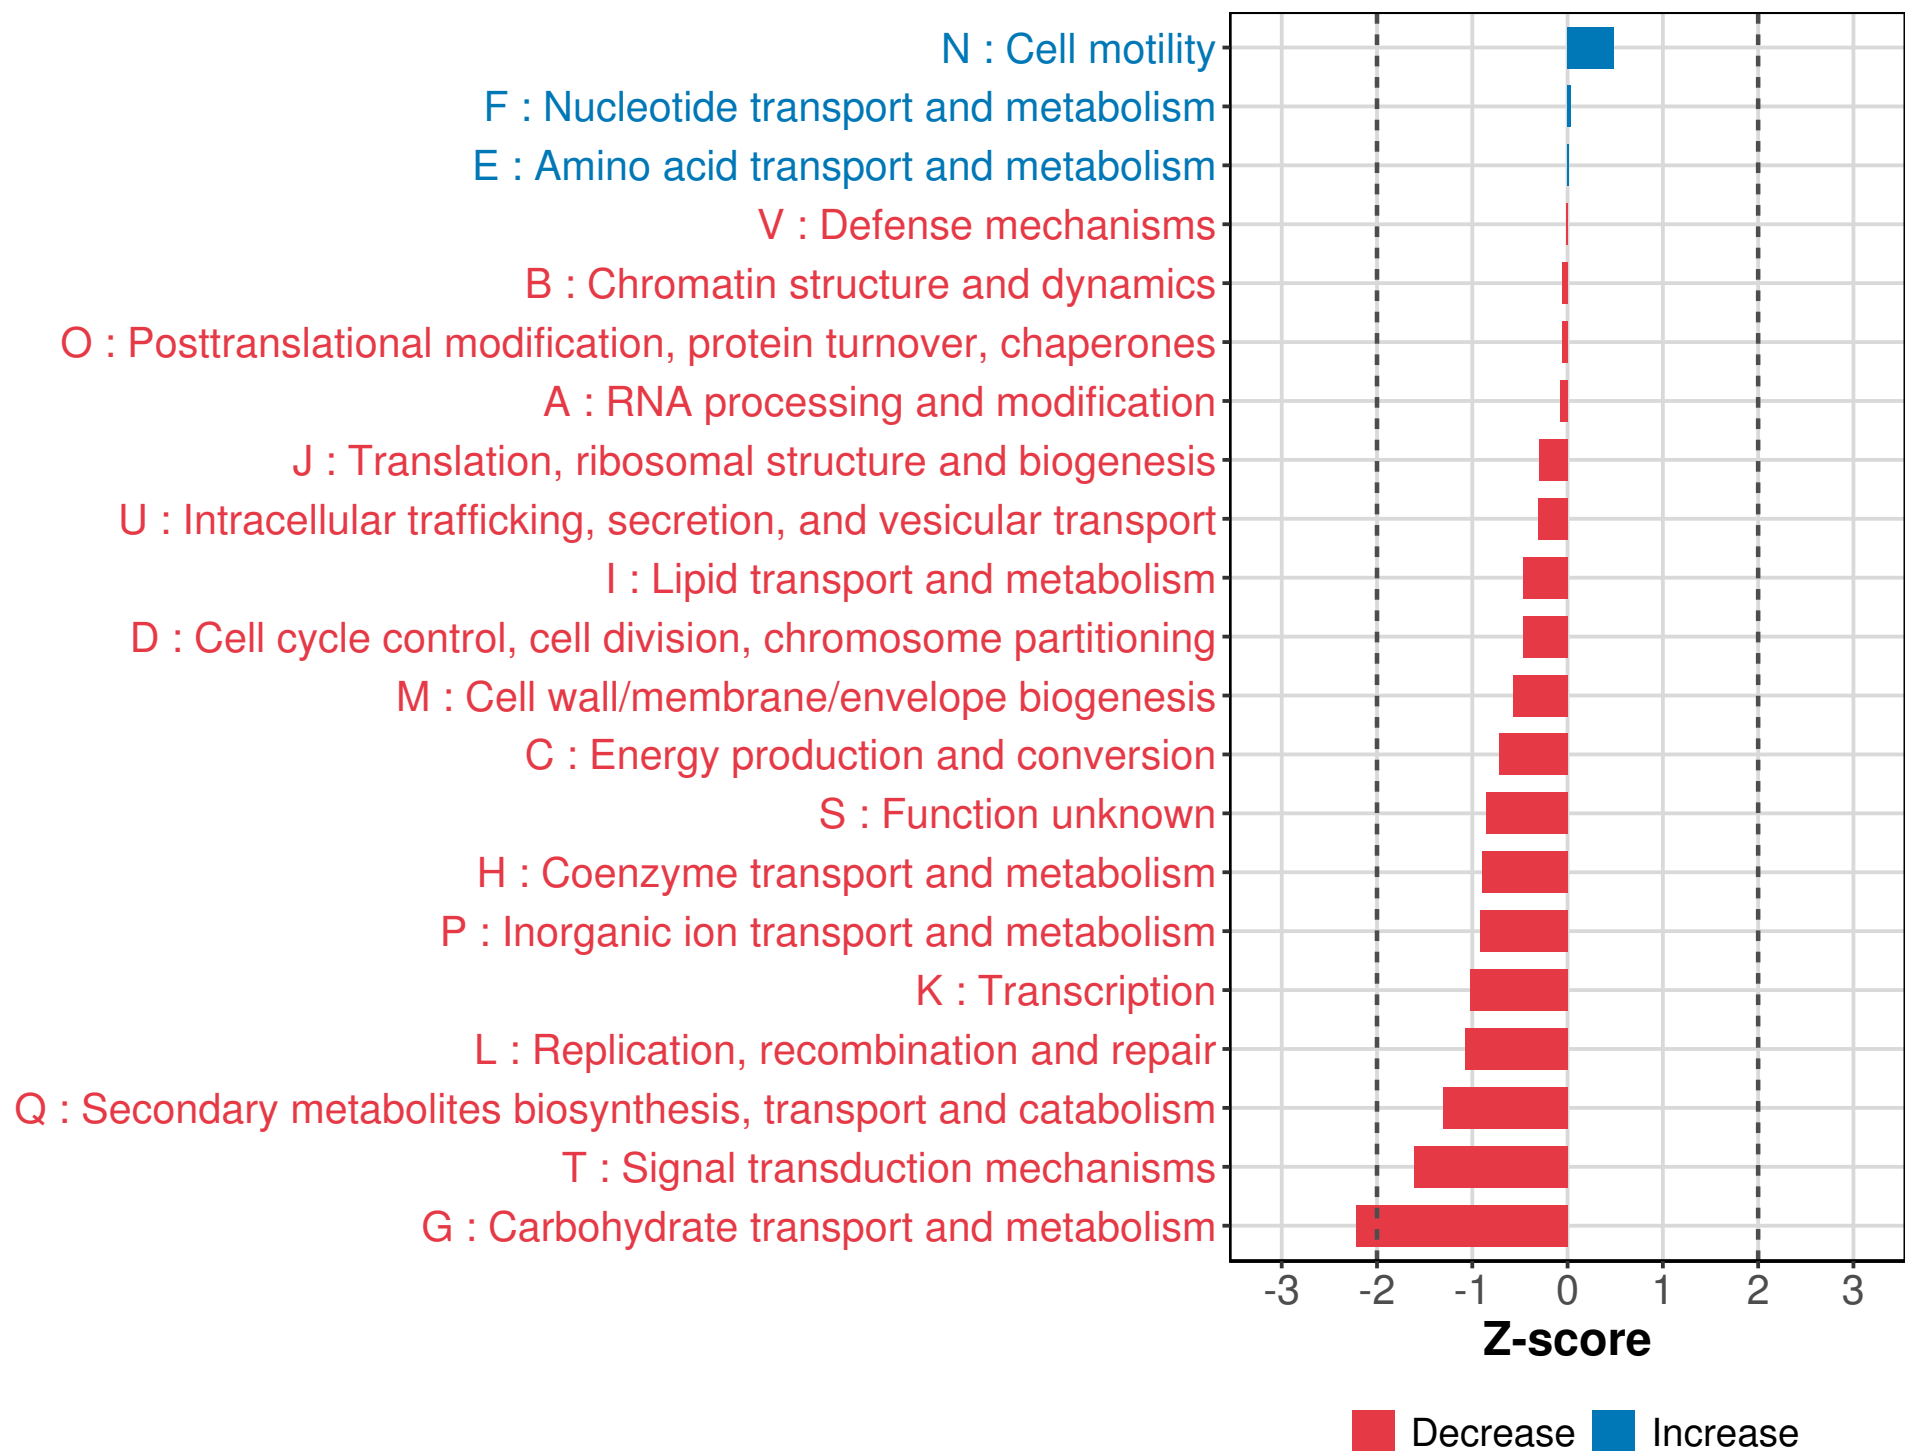 N : Cell motility
F : Nucleotide transport and metabolism
E : Amino acid transport and metabolism
V : Defense mechanisms
B : Chromatin structure and dynamics
O : Posttranslational modification, protein turnover, chaperones
A : RNA processing and modification
J : Translation, ribosomal structure and biogenesis
U : Intracellular trafficking, secretion, and vesicular transport
I : Lipid transport and metabolism
D : Cell cycle control, cell division, chromosome partitioning
M : Cell wall/membrane/envelope biogenesis
C : Energy production and conversion
S : Function unknown
H : Coenzyme transport and metabolism
P : Inorganic ion transport and metabolism
K : Transcription
L : Replication, recombination and repair
Q : Secondary metabolites biosynthesis, transport and catabolism
T : Signal transduction mechanisms
G : Carbohydrate transport and metabolism
-3 -2 -1 0 1 2 3
Z-score
Decrease Increase